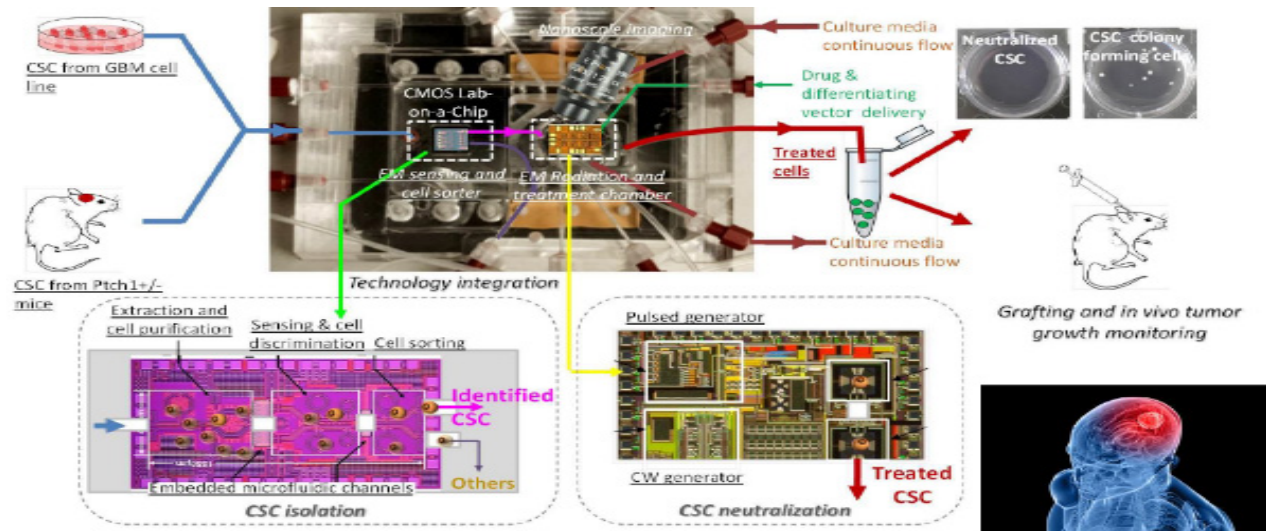 CSC from GBM cell
line
CSC from Ptch1+/-
mice
Nanoscale imaging
CMOS Lab-
on-a-Chip
EM sensing and
cell sorter
EM Radiation and
treatment chamber
Technology integration
Culture media
continuous flow
Drug &
differentiating
vector delivery
Treated
cells
Culture media
continuous flow
Neutralized
CSC
CSC colony
forming cells
Grafting and in vivo tumor
growth monitoring
Extraction and
cell purification
Sensing & cell
discrimination
Cell sorting
Identified
CSC
Others
Embedded microfluidic channels
CSC isolation
Pulsed generator
CW generator
Treated
CSC
CSC neutralization